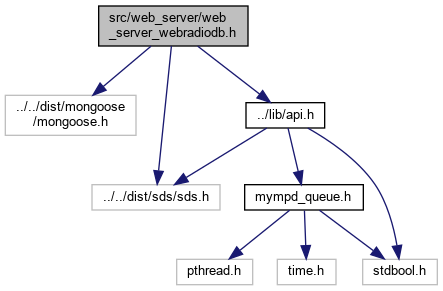 src/web_server/web
_server_webradiodb.h
../../dist/mongoose
/mongoose.h
../lib/api.h
../../dist/sds/sds.h
mympd_queue.h
pthread.h
time.h
stdbool.h